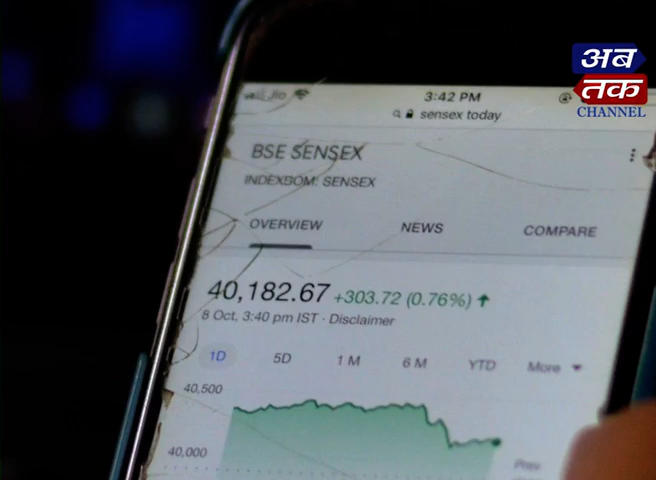 अब
तक
CHANNEL
Jio 3:42 PM
sensex today
BSE SENSEX
INDEXBOM: SENSEX
OVERVIEW NEWS COMPARE
40,182.67 +303.72 (0.76%) ↑
8 Oct, 3:40 pm IST · Disclaimer
1D 5D 1 M 6 M YTD More
40,500
40,000
Prev